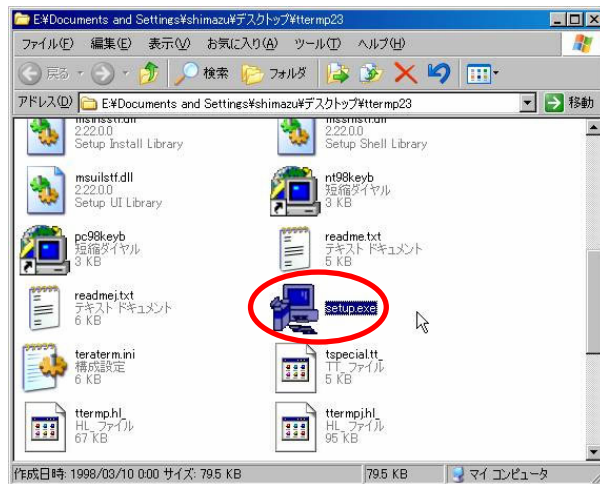 E:¥Documents and Settings¥shimazu¥デスクトップ¥ttermp23
ファイル(F) 編集(E) 表示(V) お気に入り(A) ツール(T) ヘルプ(H)
戻る 検索 フォルダ
アドレス(D) E:¥Documents and Settings¥shimazu¥デスクトップ¥ttermp23 移動
2.22.0.0
Setup Install Library
2.22.0.0
Setup Shell Library
msuilstf.dll
2.22.0.0
Setup UI Library
nt98keyb
短縮ダイヤル
3 KB
pc98keyb
短縮ダイヤル
3 KB
readme.txt
テキスト ドキュメント
5 KB
readmej.txt
テキスト ドキュメント
6 KB
setup.exe
teraterm.ini
構成設定
6 KB
tspecial.tt_
TT_ファイル
5 KB
ttermp.hl_
HL_ファイル
67 KB
ttermpj.hl_
HL_ファイル
95 KB
作成日時: 1998/03/10 0:00 サイズ: 79.5 KB 79.5 KB マイ コンピュータ